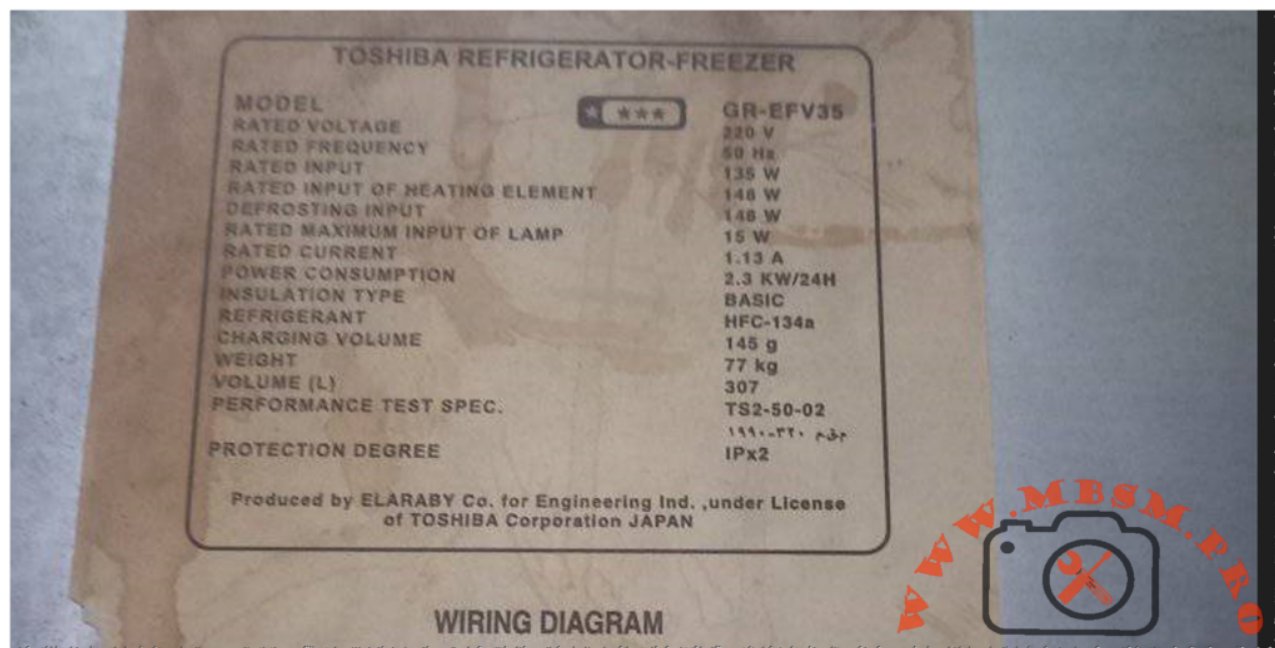 TOSHIBA REFRIGERATOR-FREEZER
MODEL GR-EFV35
RATED VOLTAGE 220 V
RATED FREQUENCY 50 Hz
RATED INPUT 135 W
RATED INPUT OF HEATING ELEMENT 146 W
DEFROSTING INPUT 146 W
RATED MAXIMUM INPUT OF LAMP 15 W
RATED CURRENT 1.13 A
POWER CONSUMPTION 2.3 KW/24H
INSULATION TYPE BASIC
REFRIGERANT HFC-134a
CHARGING VOLUME 145 g
WEIGHT 77 kg
VOLUME (L) 307
PERFORMANCE TEST SPEC. TS2-50-02
م.ق.م ٣٢٠-١٩٩٠
PROTECTION DEGREE IPx2
Produced by ELARABY Co. for Engineering Ind. ,under License
of TOSHIBA Corporation JAPAN
WIRING DIAGRAM
WWW.MBSM.PRO